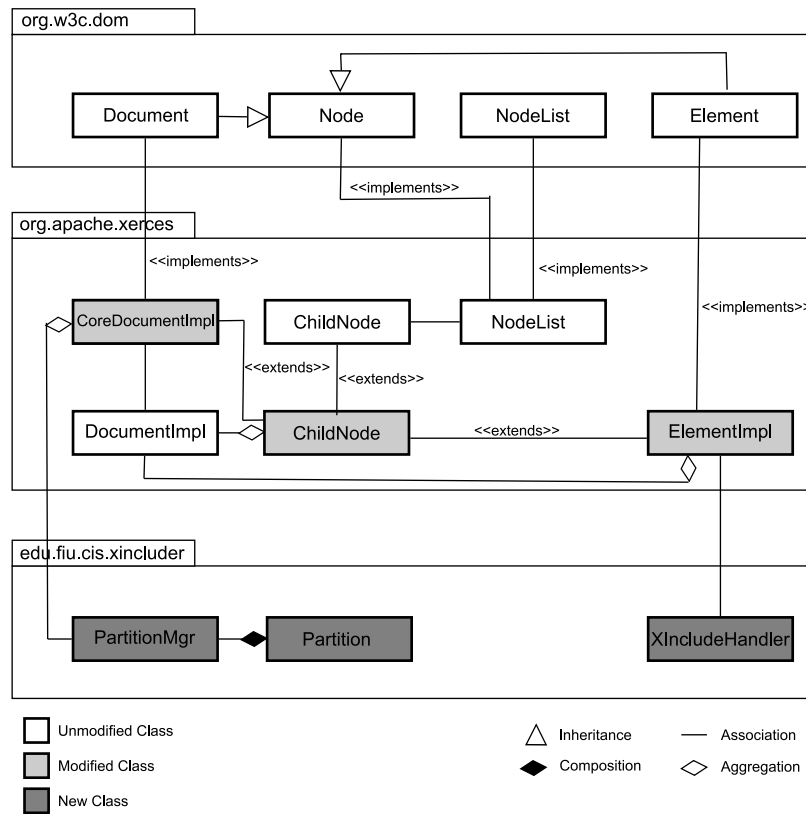 org.w3c.dom
Document
Node
NodeList
Element
<<implements>>
org.apache.xerces
<<implements>>
<<implements>>
<<implements>>
CoreDocumentImpl
ChildNode
NodeList
<<extends>>
<<extends>>
DocumentImpl
ChildNode
<<extends>>
ElementImpl
edu.fiu.cis.xincluder
PartitionMgr
Partition
XIncludeHandler
Unmodified Class
Inheritance
Association
Modified Class
Composition
Aggregation
New Class